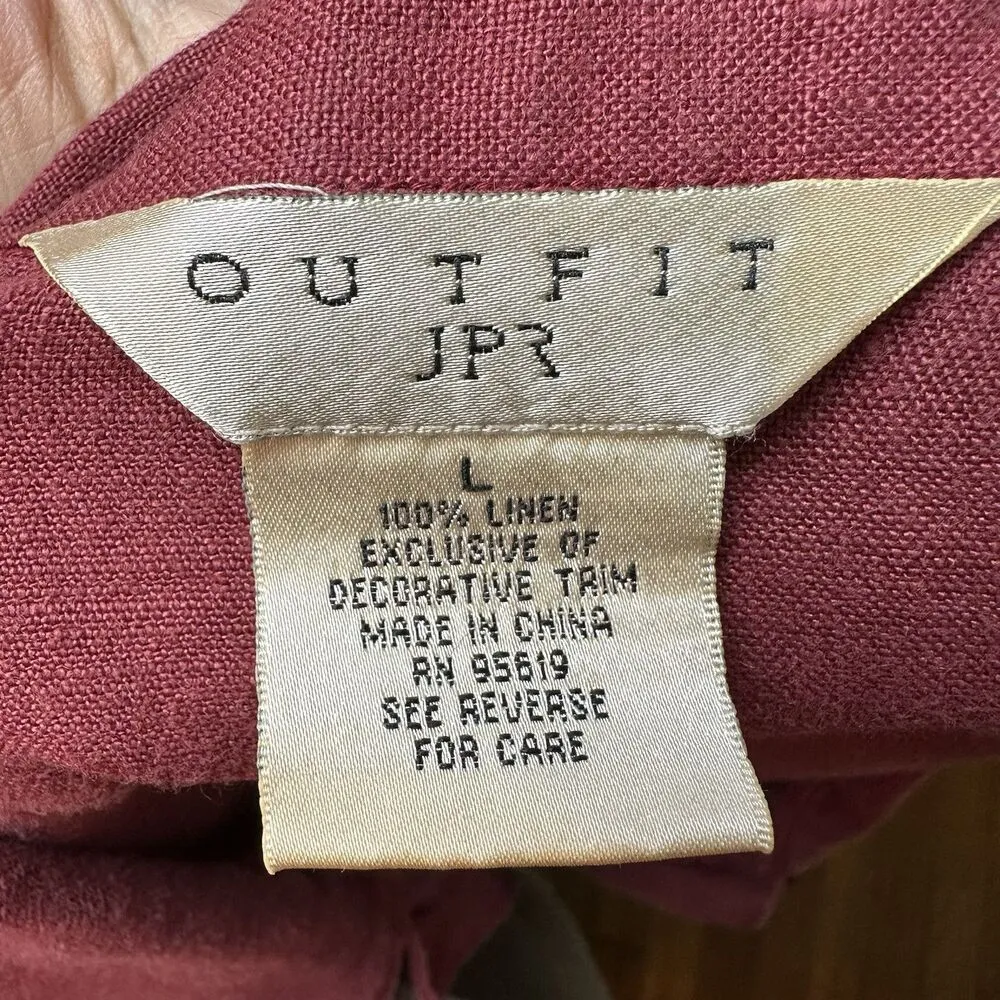 OUTFIT
JPR
L
100% LINEN
EXCLUSIVE OF
DECORATIVE TRIM
MADE IN CHINA
RN 95619
SEE REVERSE
FOR CARE